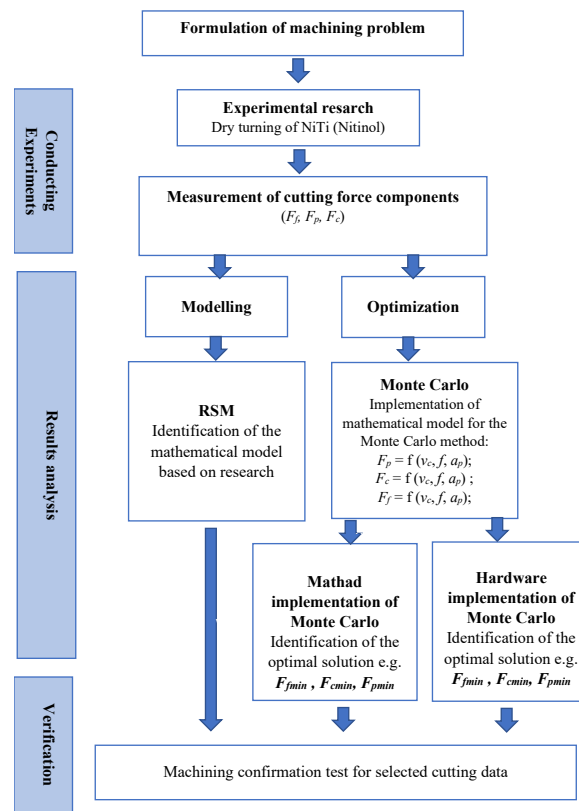 Formulation of machining problem
Conducting
Experiments
Experimental resarch
Dry turning of NiTi (Nitinol)
Measurement of cutting force components
(Ff, Fp, Fc)
Results analysis
Modelling
Optimization
RSM
Identification of the
mathematical model
based on research
Monte Carlo
Implementation of
mathematical model for the
Monte Carlo method:
Fp = f (vc, f, ap);
Fc = f (vc, f, ap) ;
Ff = f (vc, f, ap);
Mathad
implementation of
Monte Carlo
Identification of the
optimal solution e.g.
Ffmin , Fcmin, Fpmin
Hardware
implementation of
Monte Carlo
Identification of the
optimal solution e.g.
Ffmin , Fcmin, Fpmin
Verification
Machining confirmation test for selected cutting data